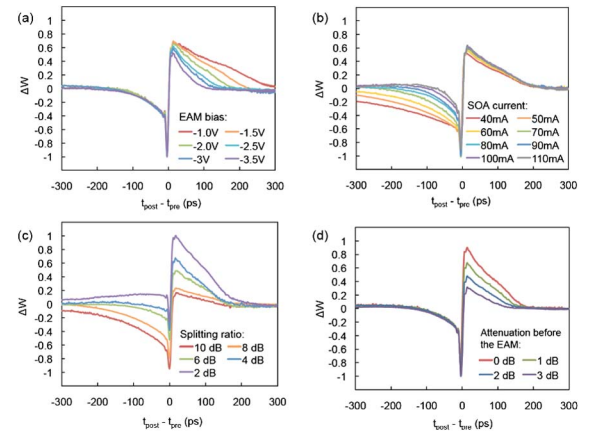 (a)
1
0.8
0.6
0.4
0.2
0
-0.2
-0.4
-0.6
-0.8
-1
ΔW
EAM bias:
-1.0V -1.5V
-2.0V -2.5V
-3V -3.5V
-300 -200 -100 0 100 200 300
tpost - tpre (ps)
(b)
1
0.8
0.6
0.4
0.2
0
-0.2
-0.4
-0.6
-0.8
-1
ΔW
SOA current:
40mA 50mA
60mA 70mA
80mA 90mA
100mA 110mA
-300 -200 -100 0 100 200 300
tpost - tpre (ps)
(c)
1
0.8
0.6
0.4
0.2
0
-0.2
-0.4
-0.6
-0.8
-1
ΔW
Splitting ratio:
10 dB 8 dB
6 dB 4 dB
2 dB
-300 -200 -100 0 100 200 300
tpost - tpre (ps)
(d)
1
0.8
0.6
0.4
0.2
0
-0.2
-0.4
-0.6
-0.8
-1
ΔW
Attenuation before
the EAM:
0 dB 1 dB
2 dB 3 dB
-300 -200 -100 0 100 200 300
tpost - tpre (ps)